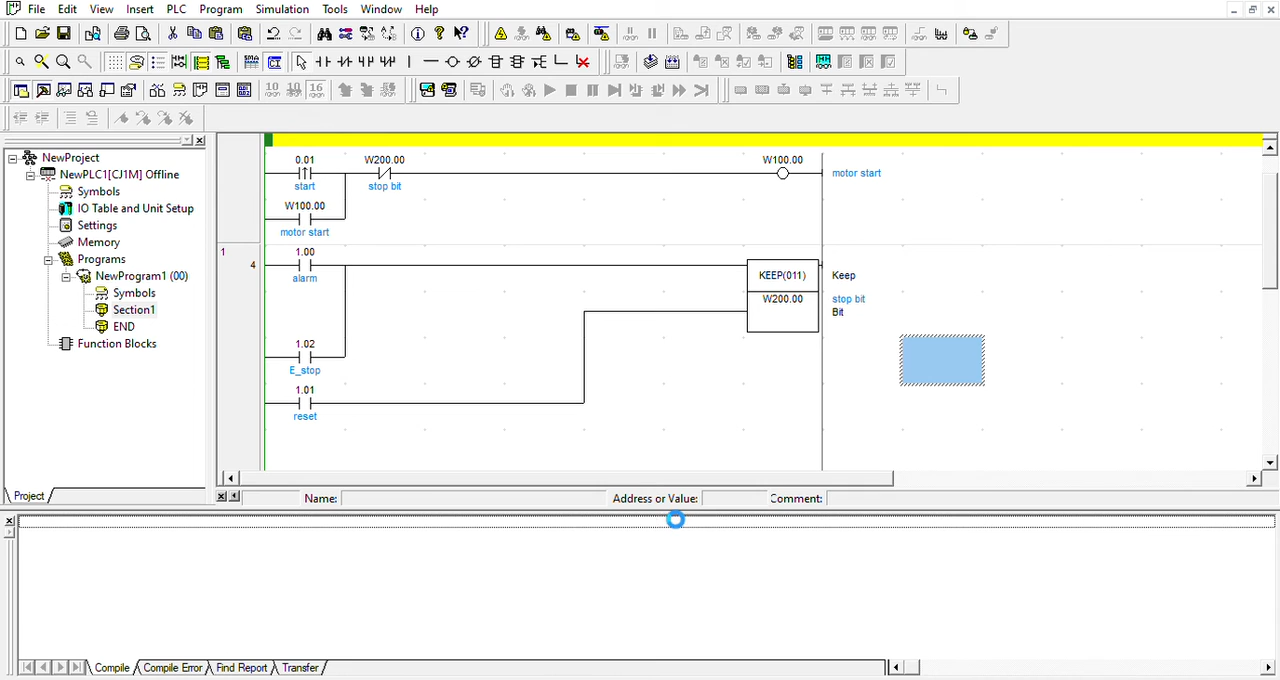 File Edit View Insert PLC Program Simulation Tools Window Help
SMA
10 10 16
NewProject
NewPLC1[CJ1M] Offline
Symbols
IO Table and Unit Setup
Settings
Memory
Programs
NewProgram1 (00)
Symbols
Section1
END
Function Blocks
Project
0.01 W200.00 W100.00
motor start
start stop bit
W100.00
motor start
1
4
1.00
alarm
KEEP(011) Keep
W200.00 stop bit
Bit
1.02
E_stop
1.01
reset
Name: Address or Value: Comment:
Compile Compile Error Find Report Transfer